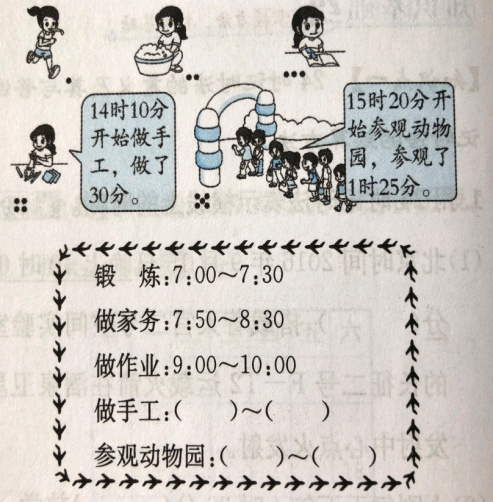 14时10分
开始做手
工，做了
30分。
15时20分开
始参观动物
园，参观了
1时25分。
锻 炼:7:00～7:30
做家务:7:50～8:30
做作业:9:00～10:00
做手工:(  )～(  )
参观动物园:(  )～(  )